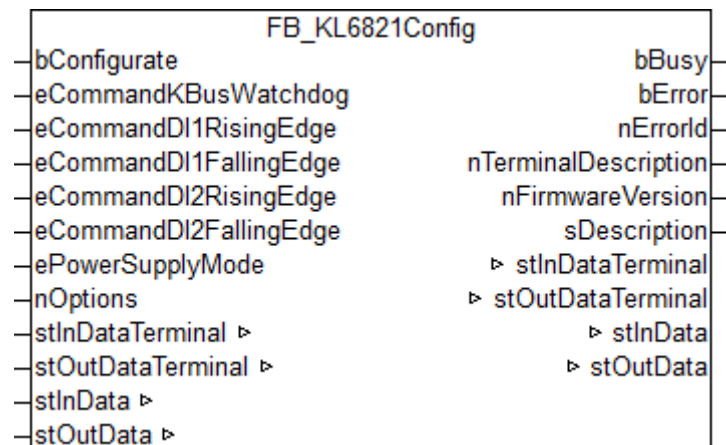 FB_KL6821Config
bConfigurate bBusy
eCommandKBusWatchdog bError
eCommandDI1RisingEdge nErrorId
eCommandDI1FallingEdge nTerminalDescription
eCommandDI2RisingEdge nFirmwareVersion
eCommandDI2FallingEdge sDescription
ePowerSupplyMode ▹ stInDataTerminal
nOptions ▹ stOutDataTerminal
stInDataTerminal ▹ ▹ stInData
stOutDataTerminal ▹ ▹ stOutData
stInData ▹
stOutData ▹